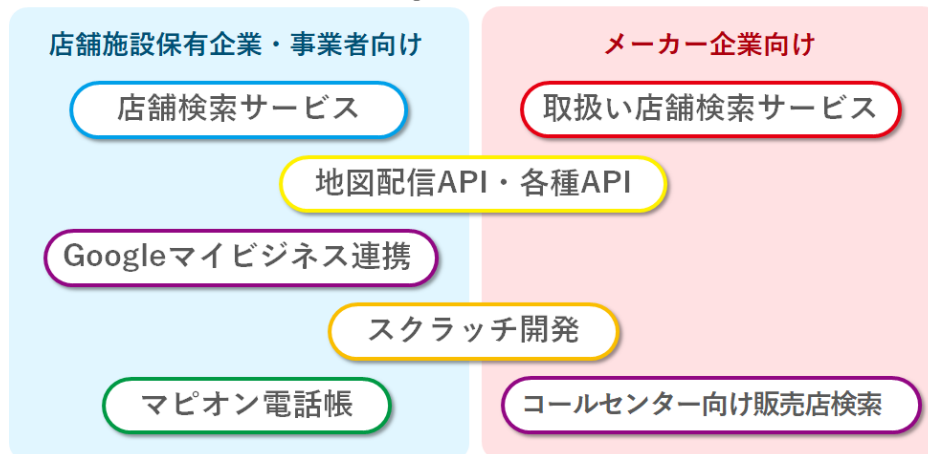 店舗施設保有企業・事業者向け
メーカー企業向け
店舗検索サービス
取扱い店舗検索サービス
地図配信API・各種API
Googleマイビジネス連携
スクラッチ開発
マピオン電話帳
コールセンター向け販売店検索